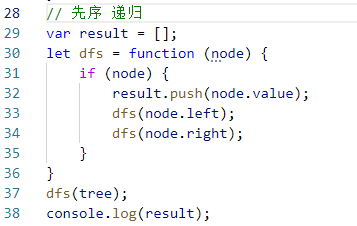 28 // 先序 递归
29 var result = [];
30 let dfs = function (node) {
31     if (node) {
32         result.push(node.value);
33         dfs(node.left);
34         dfs(node.right);
35     }
36 }
37 dfs(tree);
38 console.log(result);